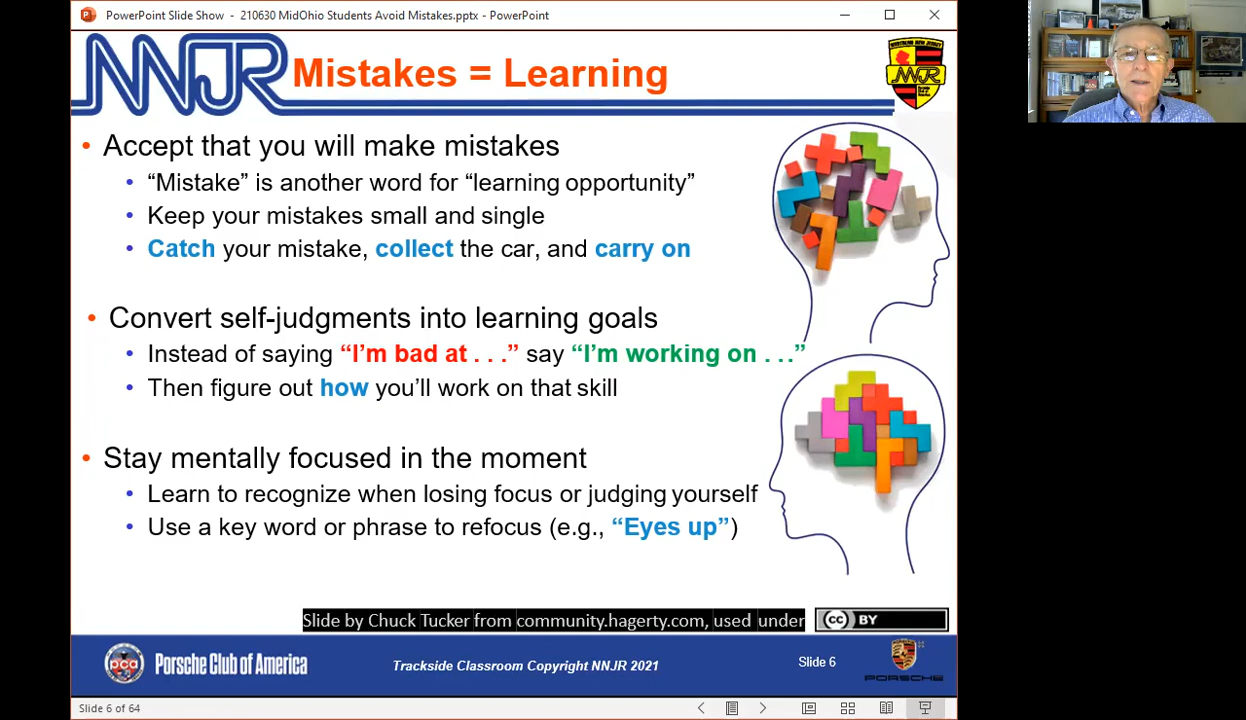 PowerPoint Slide Show - 210630 MidOhio Students Avoid Mistakes.pptx - PowerPoint
NNJR
Mistakes = Learning
NNJR
• Accept that you will make mistakes
• “Mistake” is another word for “learning opportunity”
• Keep your mistakes small and single
• Catch your mistake, collect the car, and carry on
• Convert self-judgments into learning goals
• Instead of saying “I’m bad at . . .” say “I’m working on . . .”
• Then figure out how you’ll work on that skill
• Stay mentally focused in the moment
• Learn to recognize when losing focus or judging yourself
• Use a key word or phrase to refocus (e.g., “Eyes up”)
Slide by Chuck Tucker from community.hagerty.com, used under
cc BY
pca
Porsche Club of America
Trackside Classroom Copyright NNJR 2021
Slide 6
PORSCHE
Slide 6 of 64